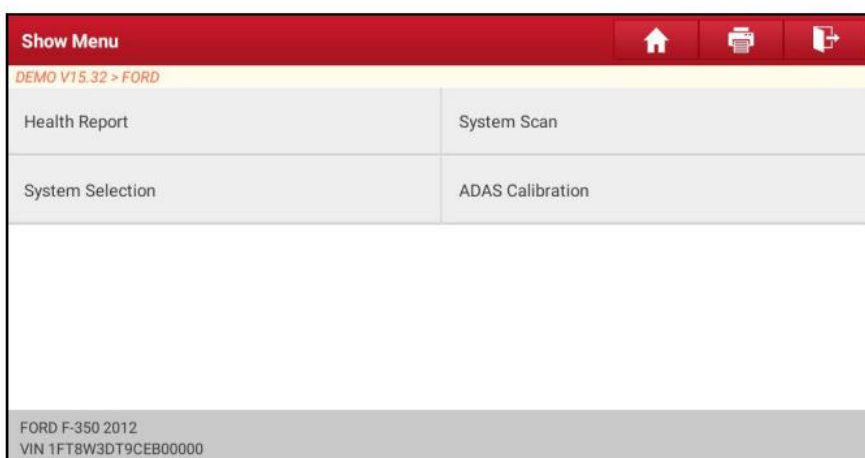 Show Menu
DEMO V15.32 > FORD
Health Report
System Scan
System Selection
ADAS Calibration
FORD F-350 2012
VIN 1FT8W3DT9CEB00000